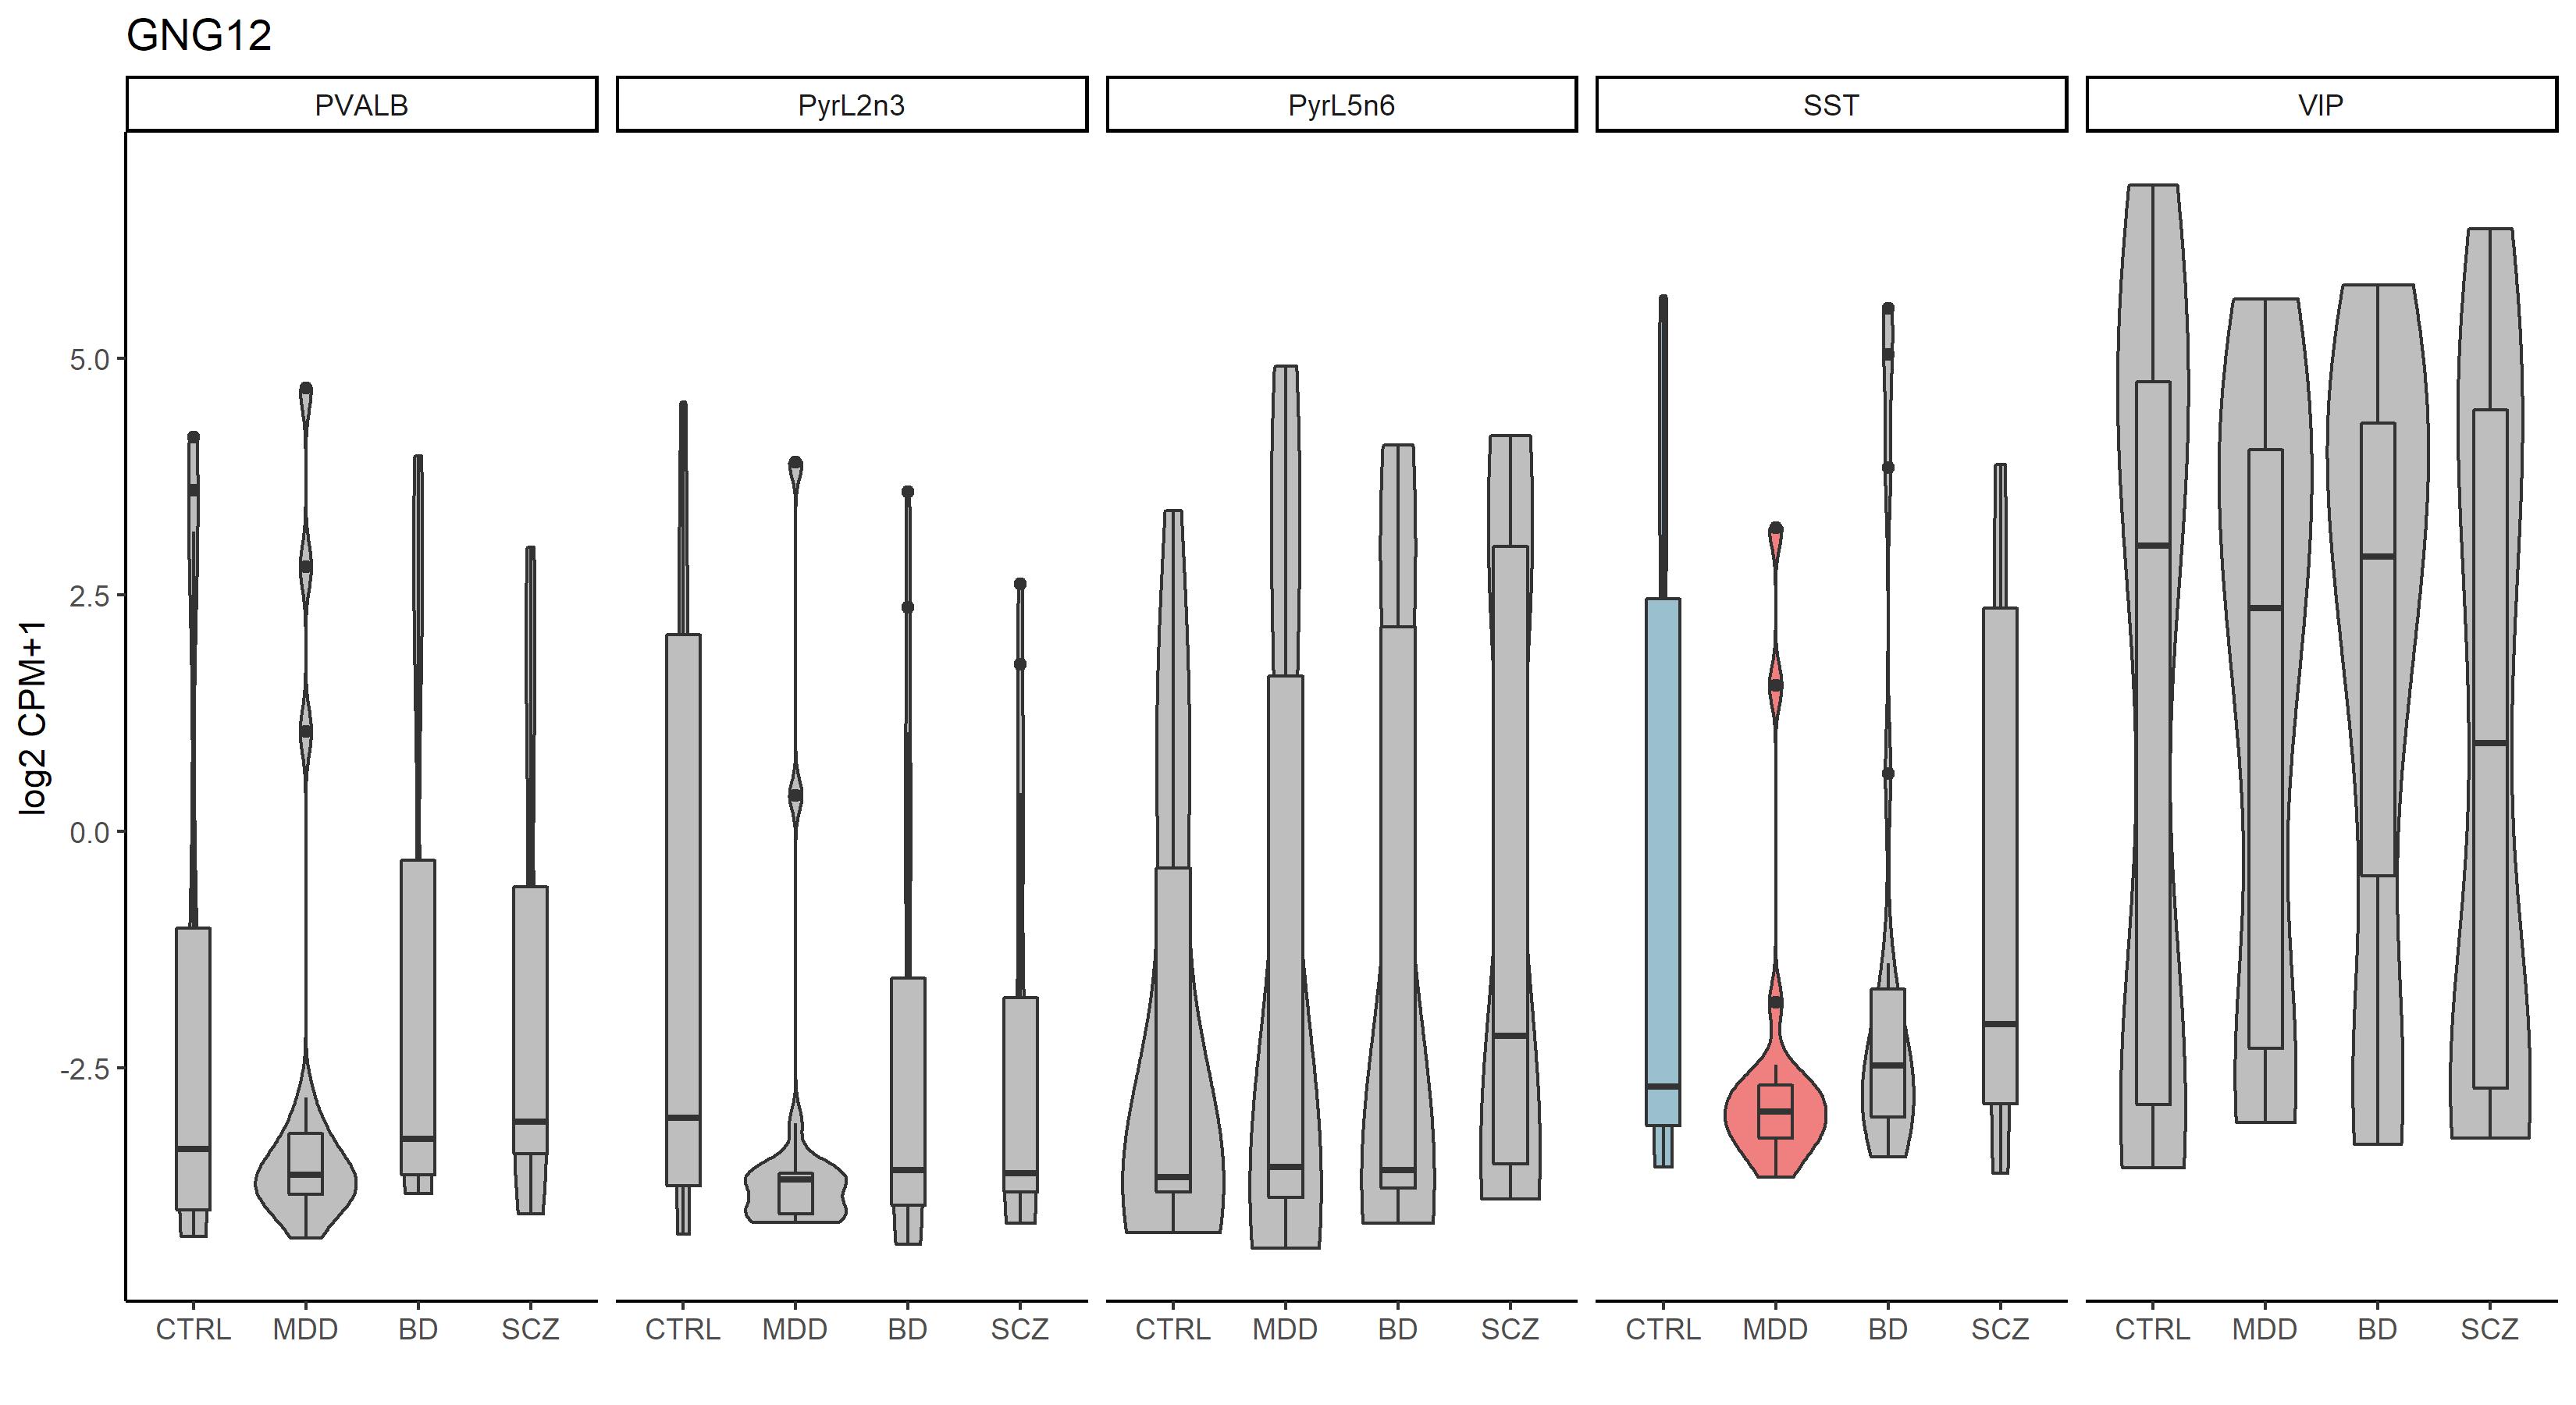 GNG12
PVALB PyrL2n3 PyrL5n6 SST VIP
log2 CPM+1
5.0
2.5
0.0
-2.5
CTRL MDD BD SCZ CTRL MDD BD SCZ CTRL MDD BD SCZ CTRL MDD BD SCZ CTRL MDD BD SCZ